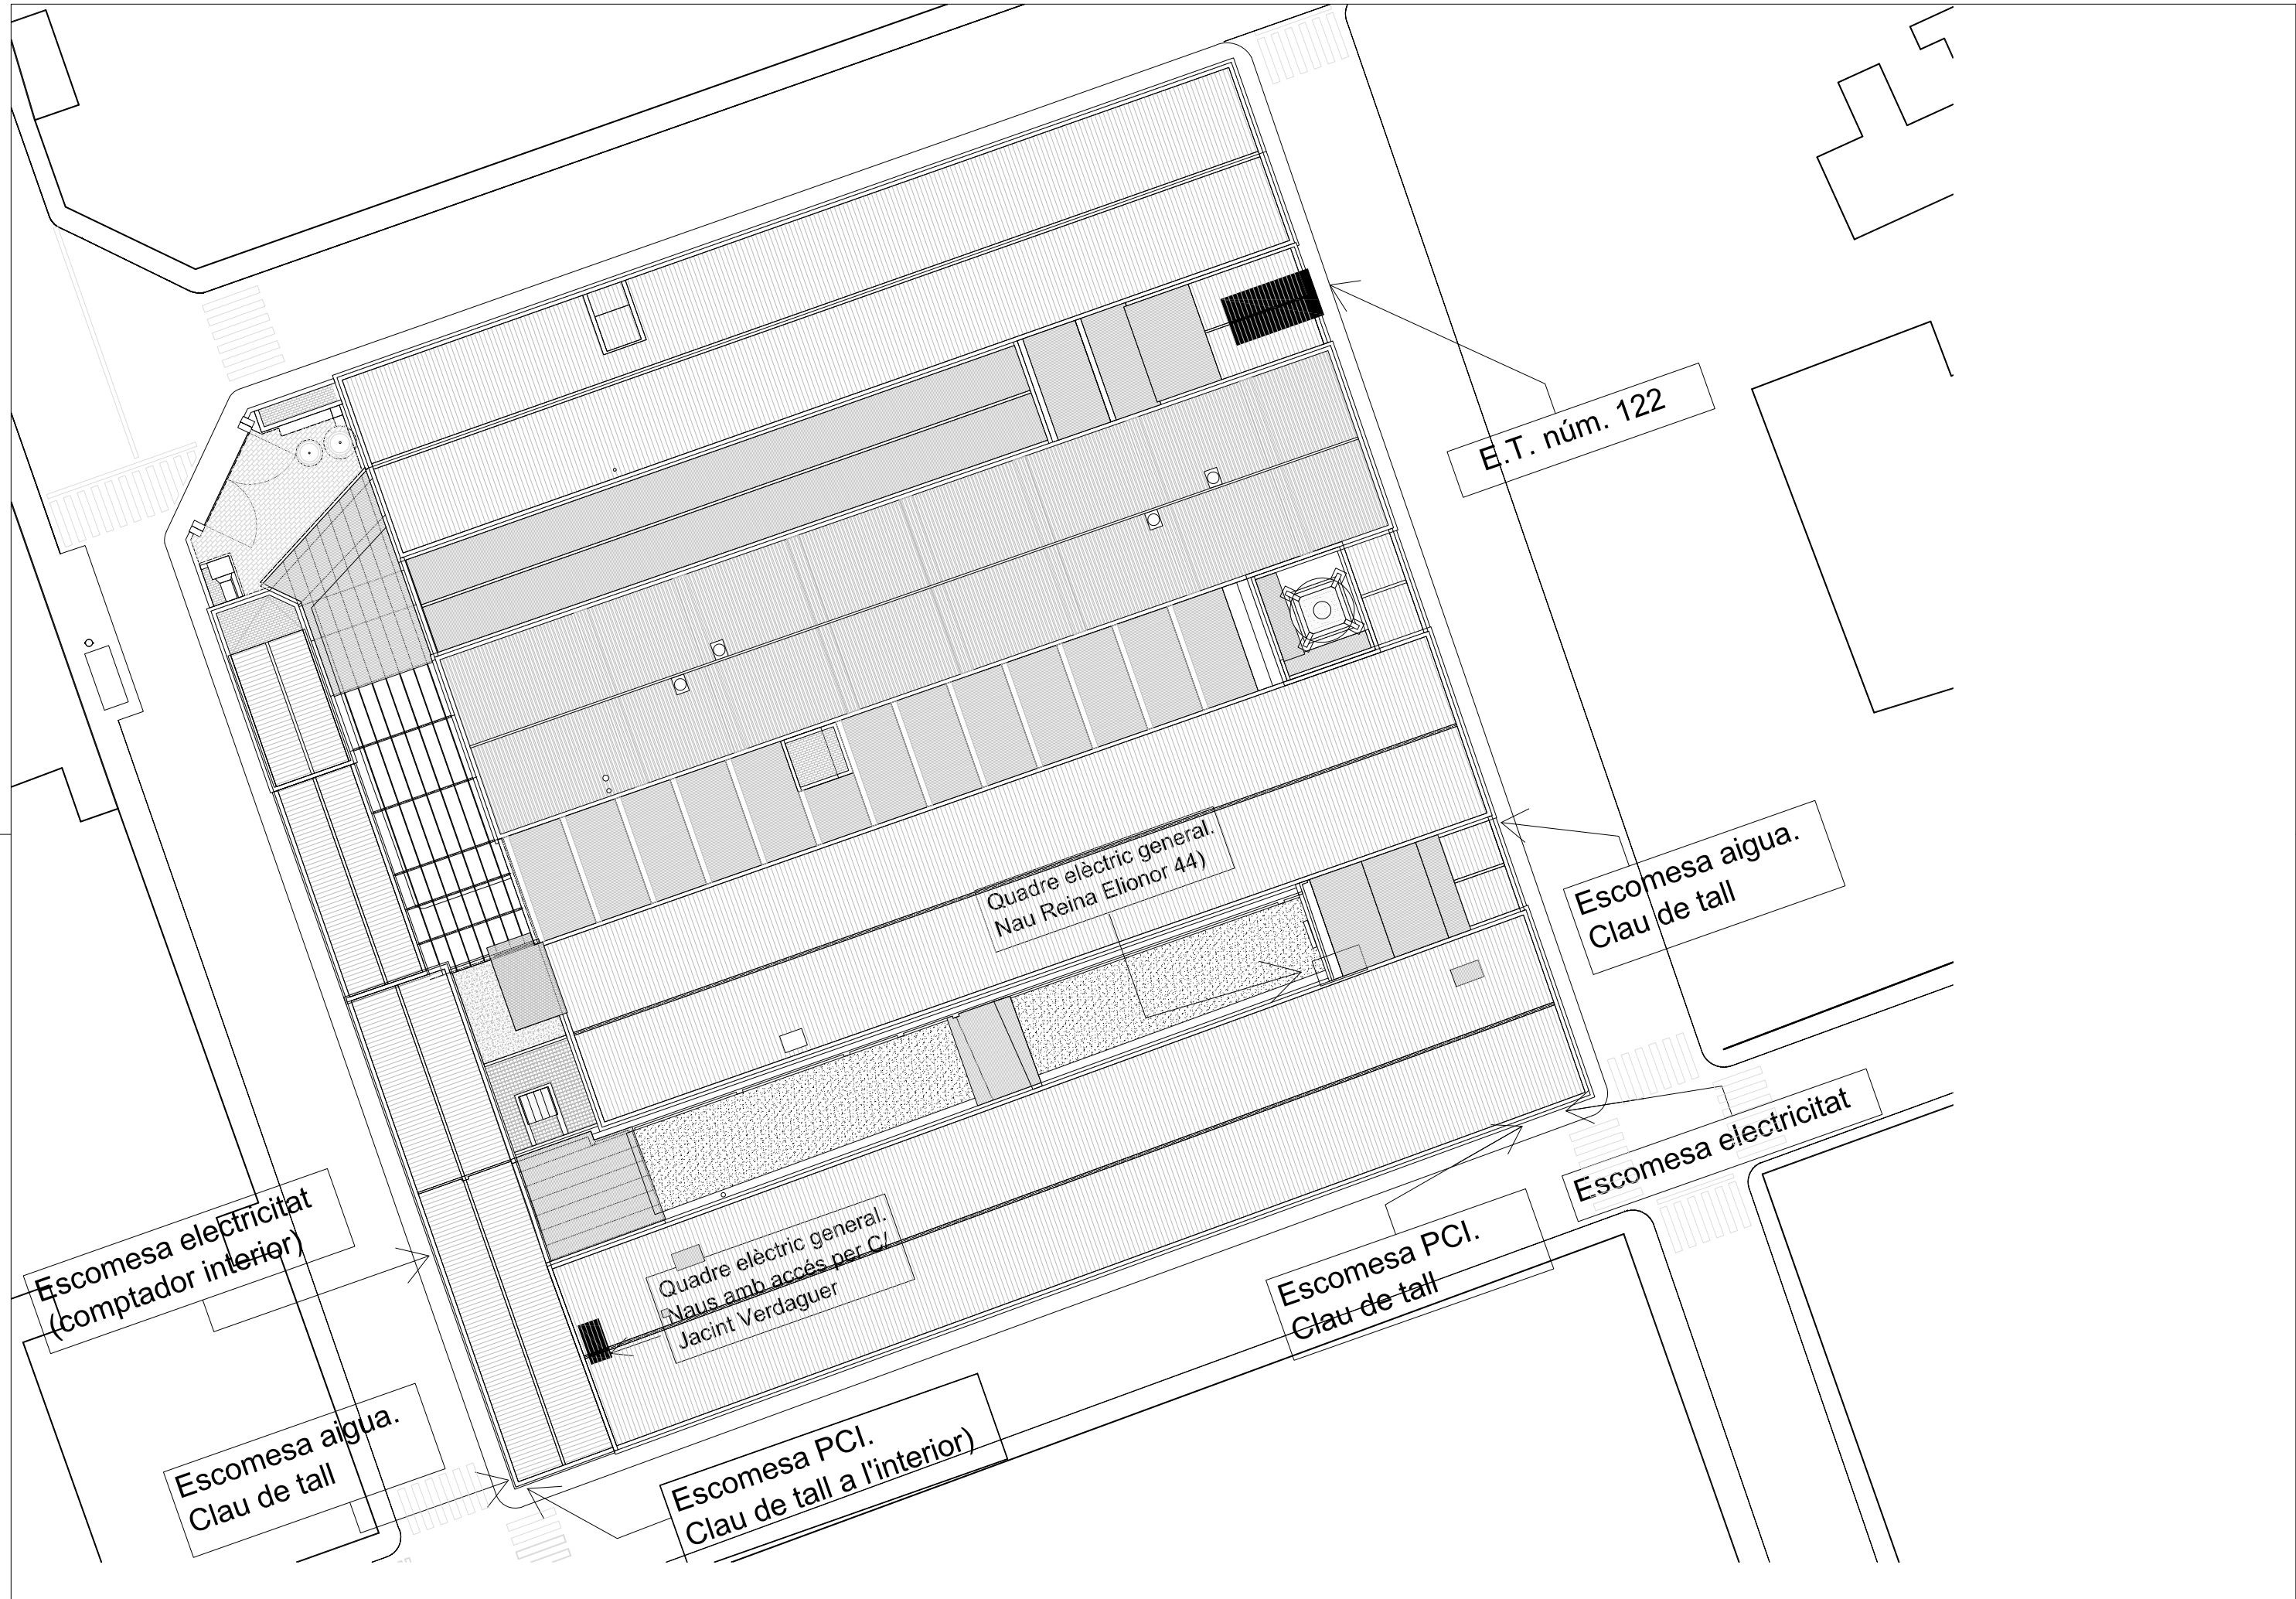 E.T. núm. 122
Quadre elèctric general.
Nau Reina Elionor 44)
Escomesa aigua.
Clau de tall
Escomesa electricitat
Escomesa electricitat
(comptador interior)
Quadre elèctric general.
Naus amb accés per C/
Jacint Verdaguer
Escomesa PCI.
Clau de tall
Escomesa aigua.
Clau de tall
Escomesa PCI.
Clau de tall a l'interior)